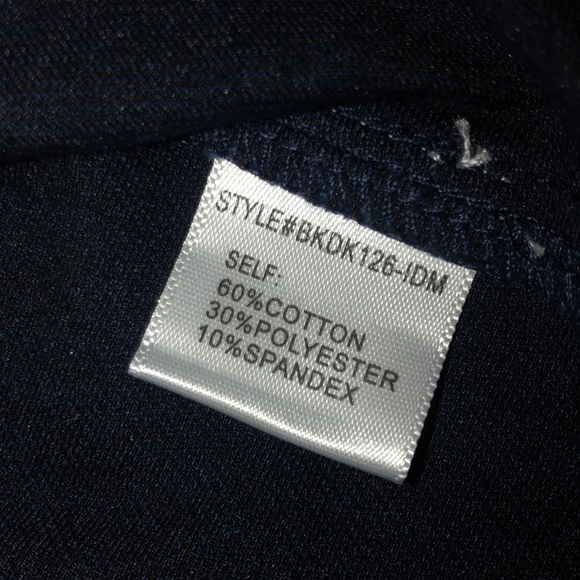 STYLE#BKDK126-IDM
SELF:
60%COTTON
30%POLYESTER
10%SPANDEX